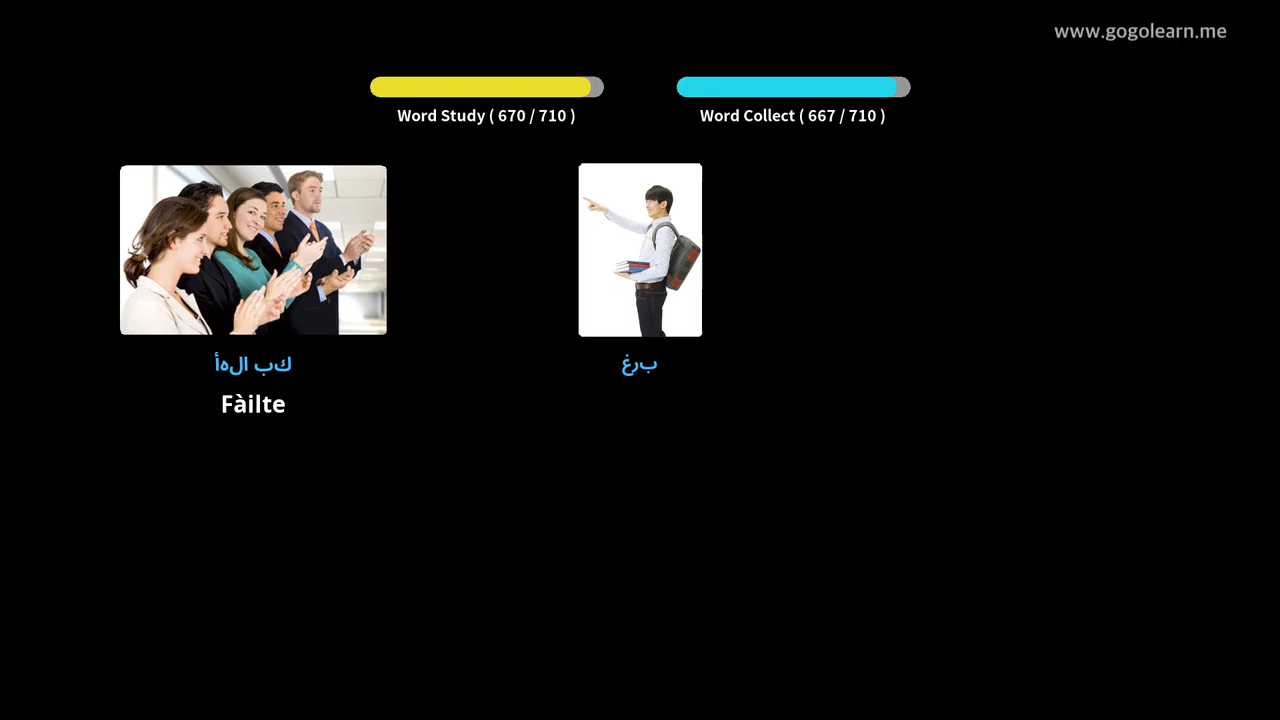 www.gogolearn.me
Word Study ( 670 / 710 )
Word Collect ( 667 / 710 )
كب الهأ
Fàilte
برغ